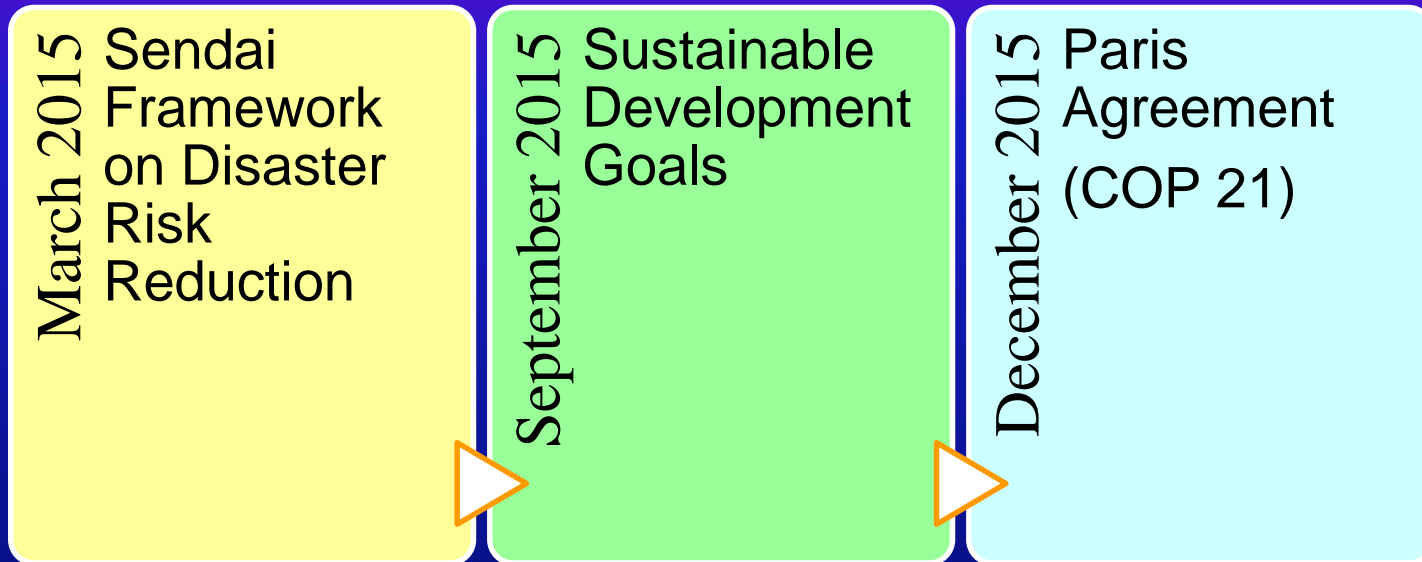 March 2015
Sendai
Framework
on Disaster
Risk
Reduction
September 2015
Sustainable
Development
Goals
December 2015
Paris
Agreement
(COP 21)